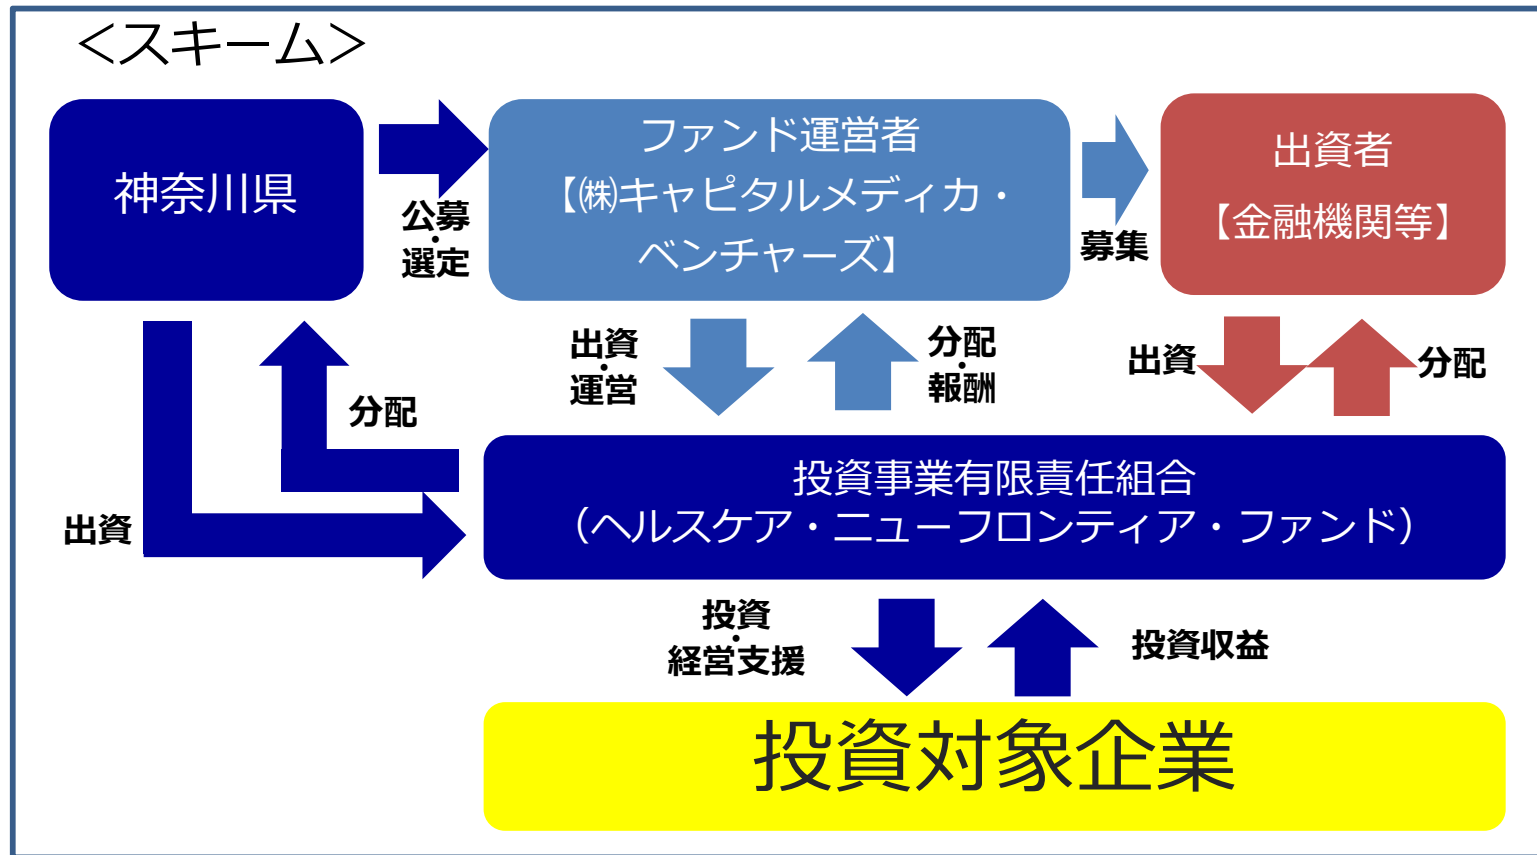 ＜スキーム＞
神奈川県
公募
・
選定
ファンド運営者
【㈱キャピタルメディカ・
ベンチャーズ】
募集
出資者
【金融機関等】
出資
・
運営
分配
・
報酬
出資
分配
分配
出資
投資事業有限責任組合
（ヘルスケア・ニューフロンティア・ファンド）
投資
・
経営支援
投資収益
投資対象企業